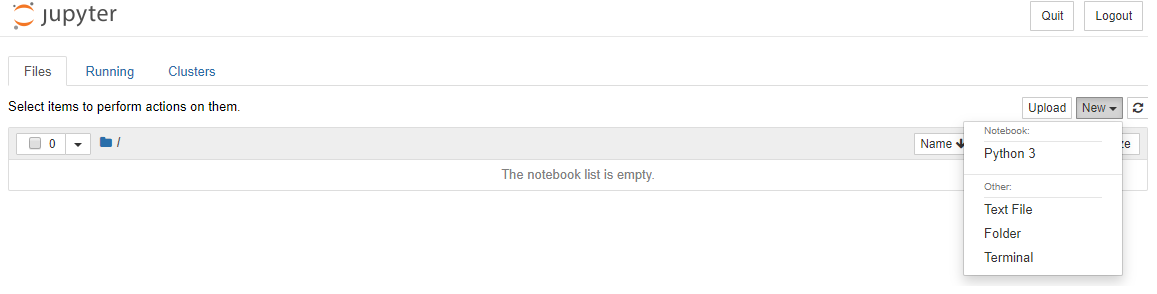 jupyter
Quit
Logout
Files
Running
Clusters
Select items to perform actions on them.
Upload
New
0
/
Name
The notebook list is empty.
Notebook:
Python 3
Other:
Text File
Folder
Terminal